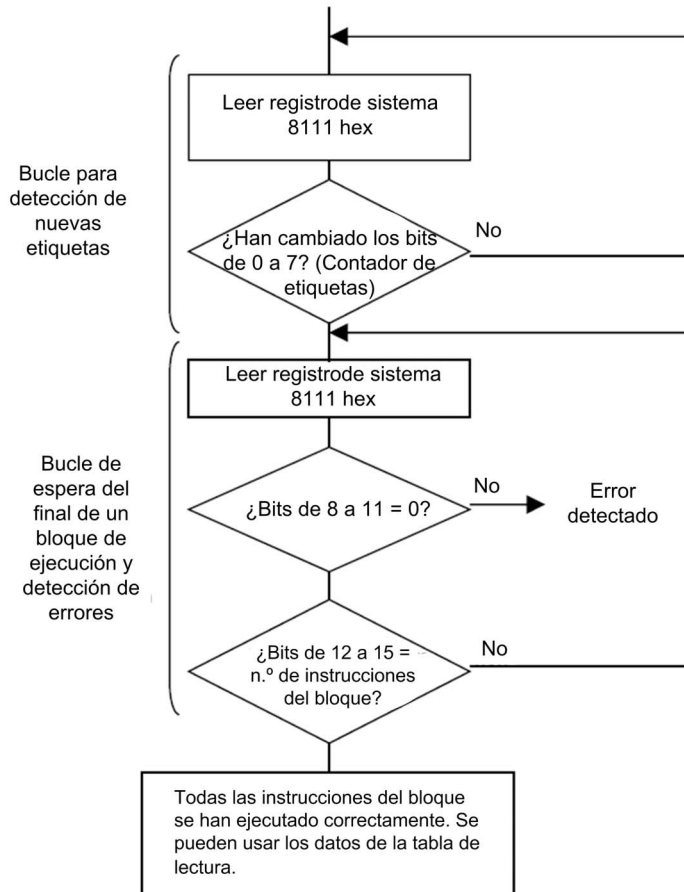 Leer registrode sistema
8111 hex
Bucle para
detección de
nuevas
etiquetas
¿Han cambiado los bits
de 0 a 7? (Contador de
etiquetas)
No
Leer registrode sistema
8111 hex
Bucle de
espera del
final de un
bloque de
ejecución y
detección de
errores
¿Bits de 8 a 11 = 0?
No
Error
detectado
¿Bits de 12 a 15 =
n.º de instrucciones
del bloque?
No
Todas las instrucciones del bloque
se han ejecutado correctamente. Se
pueden usar los datos de la tabla de
lectura.